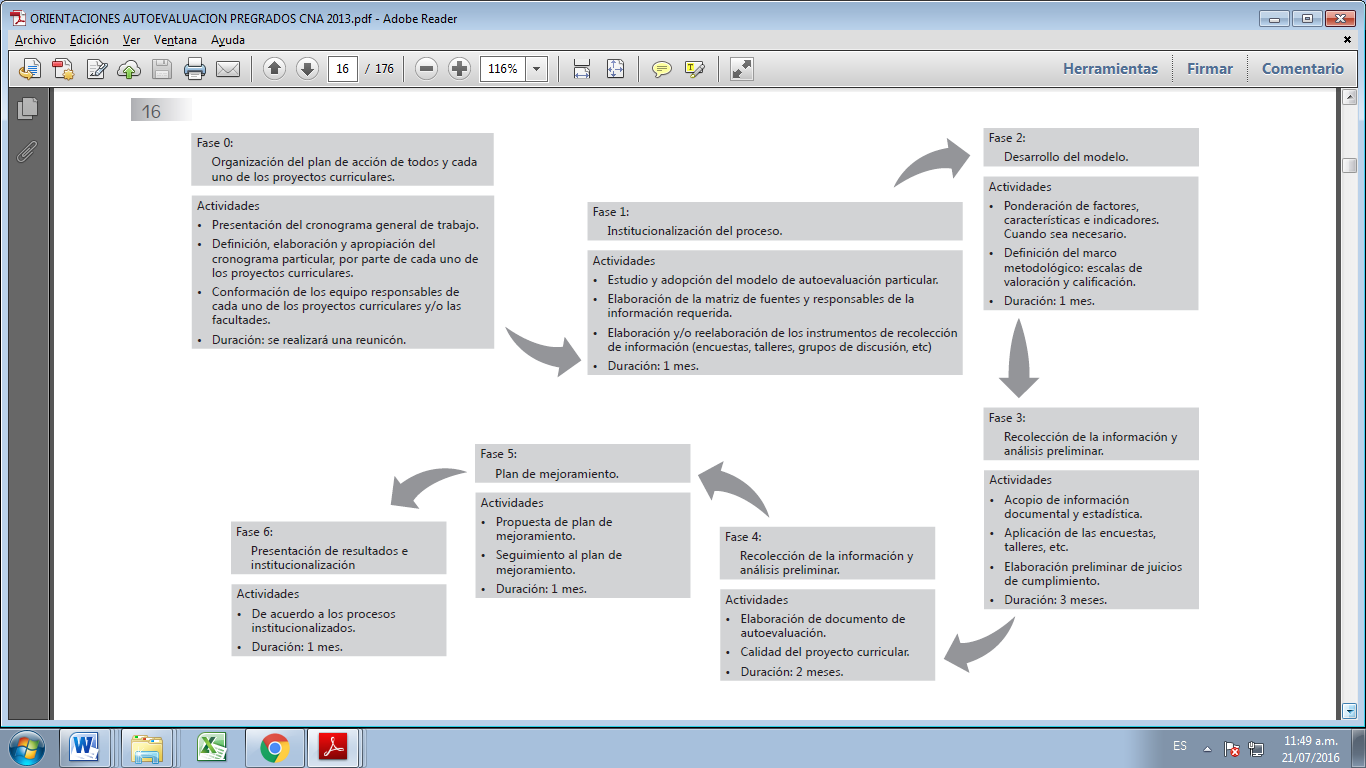 ORIENTACIONES AUTOEVALUACION PREGRADOS CNA 2013.pdf - Adobe Reader
Archivo Edición Ver Ventana Ayuda
16 / 176
116%
Herramientas Firmar Comentario
16
Fase 0:
Organización del plan de acción de todos y cada
uno de los proyectos curriculares.
Actividades
• Presentación del cronograma general de trabajo.
• Definición, elaboración y apropiación del
cronograma particular, por parte de cada uno de
los proyectos curriculares.
• Conformación de los equipo responsables de
cada uno de los proyectos curriculares y/o las
facultades.
• Duración: se realizará una reunicón.
Fase 1:
Institucionalización del proceso.
Actividades
• Estudio y adopción del modelo de autoevaluación particular.
• Elaboración de la matriz de fuentes y responsables de la
información requerida.
• Elaboración y/o reelaboración de los instrumentos de recolección
de información (encuestas, talleres, grupos de discusión, etc)
• Duración: 1 mes.
Fase 2:
Desarrollo del modelo.
Actividades
• Ponderación de factores,
características e indicadores.
Cuando sea necesario.
• Definición del marco
metodológico: escalas de
valoración y calificación.
• Duración: 1 mes.
Fase 3:
Recolección de la información y
análisis preliminar.
Actividades
• Acopio de información
documental y estadística.
• Aplicación de las encuestas,
talleres, etc.
• Elaboración preliminar de juicios
de cumplimiento.
• Duración: 3 meses.
Fase 4:
Recolección de la información y
análisis preliminar.
Actividades
• Elaboración de documento de
autoevaluación.
• Calidad del proyecto curricular.
• Duración: 2 meses.
Fase 5:
Plan de mejoramiento.
Actividades
• Propuesta de plan de
mejoramiento.
• Seguimiento al plan de
mejoramiento.
• Duración: 1 mes.
Fase 6:
Presentación de resultados e
institucionalización
Actividades
• De acuerdo a los procesos
institucionalizados.
• Duración: 1 mes.
ES
11:49 a.m.
21/07/2016